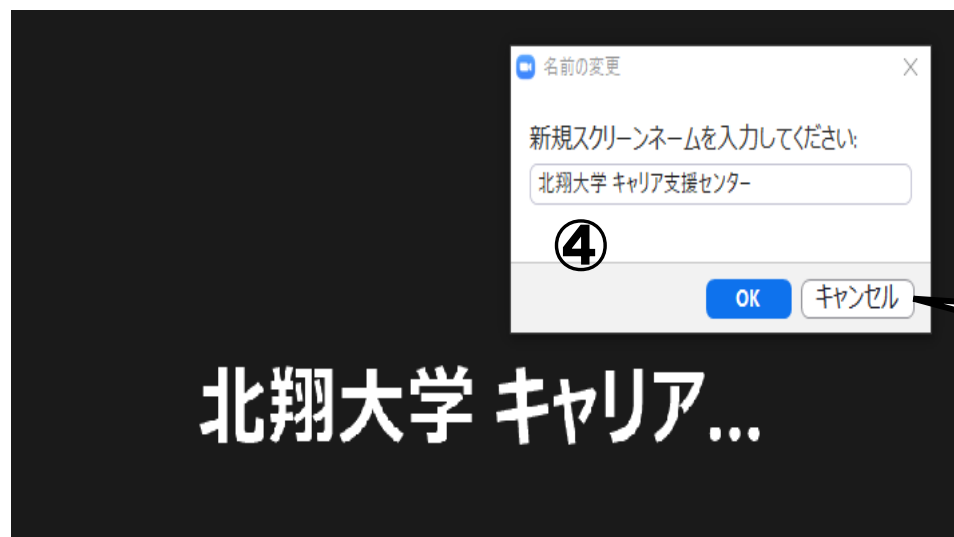 名前の変更
新規スクリーンネームを入力してください:
北翔大学 キャリア支援センター
④
OK キャンセル
北翔大学 キャリア...